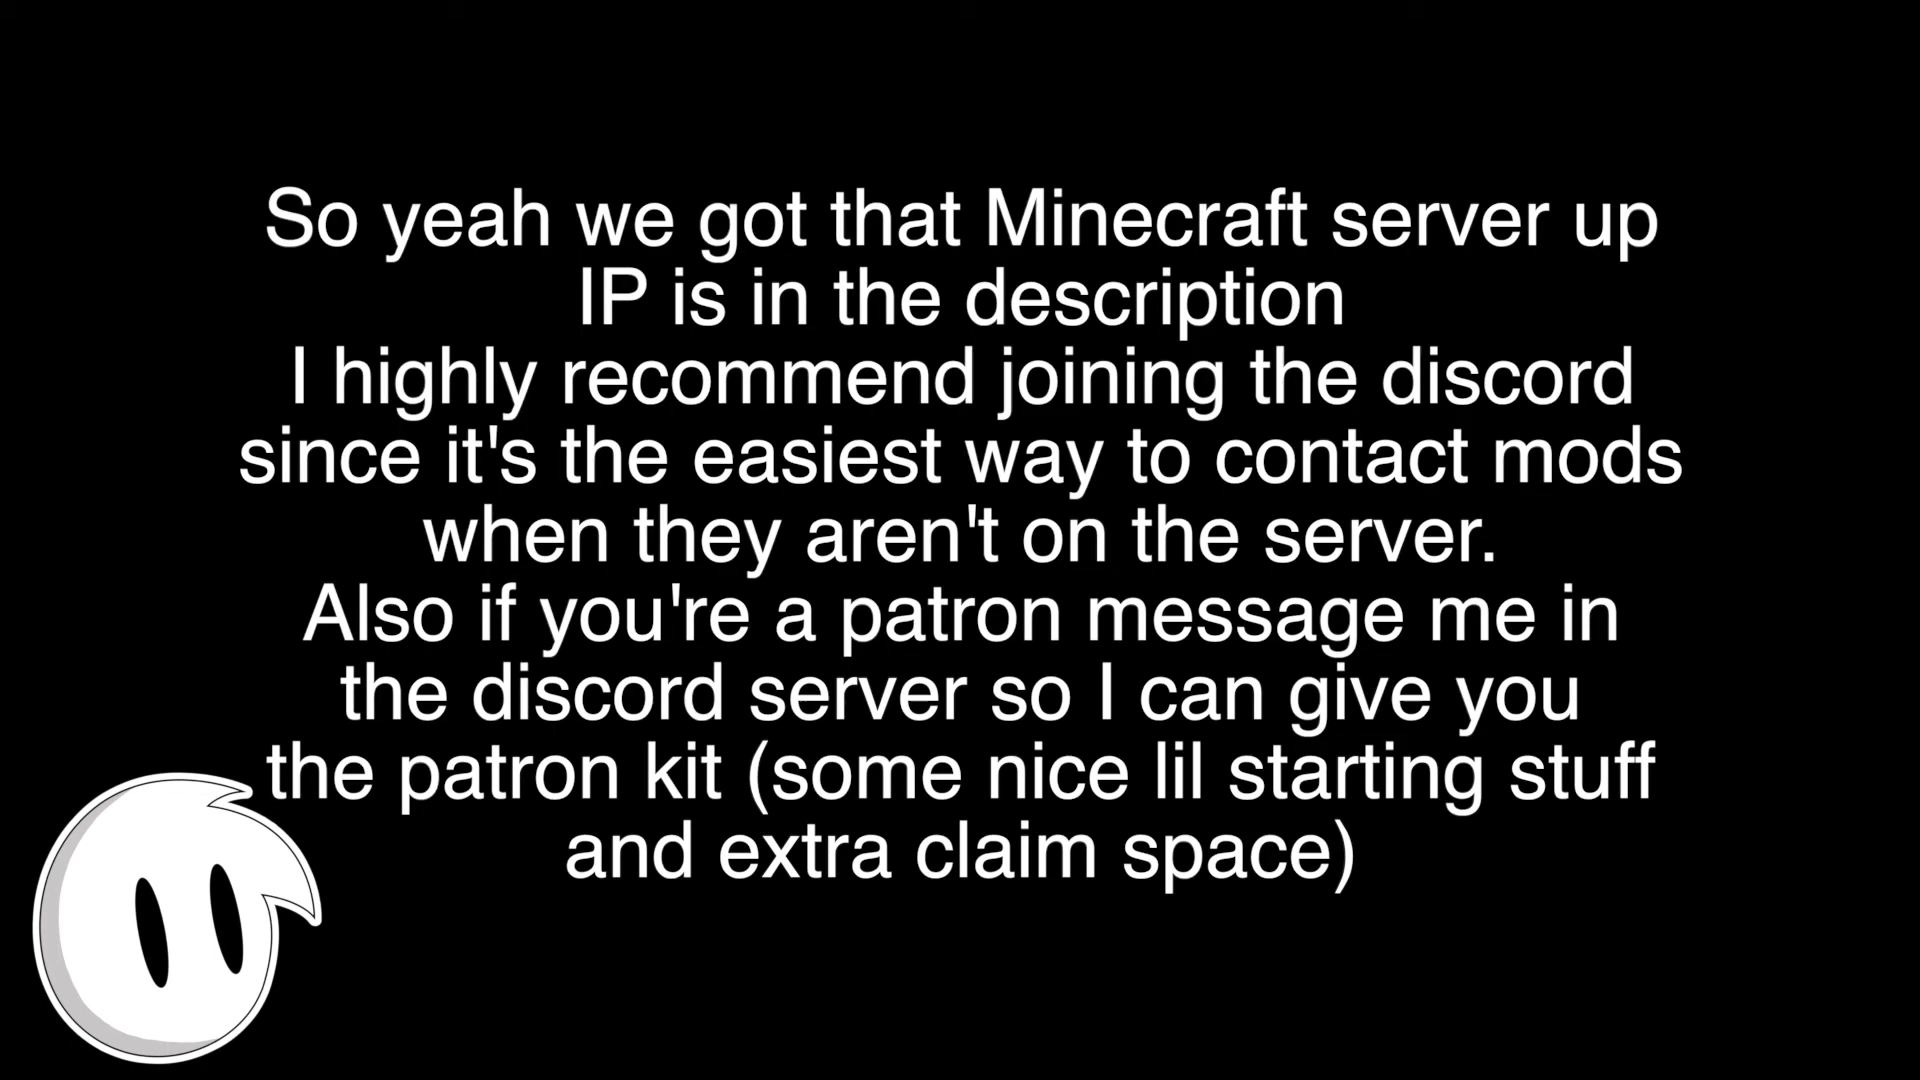 So yeah we got that Minecraft server up
IP is in the description
I highly recommend joining the discord
since it's the easiest way to contact mods
when they aren't on the server.
Also if you're a patron message me in
the discord server so I can give you
the patron kit (some nice lil starting stuff
and extra claim space)